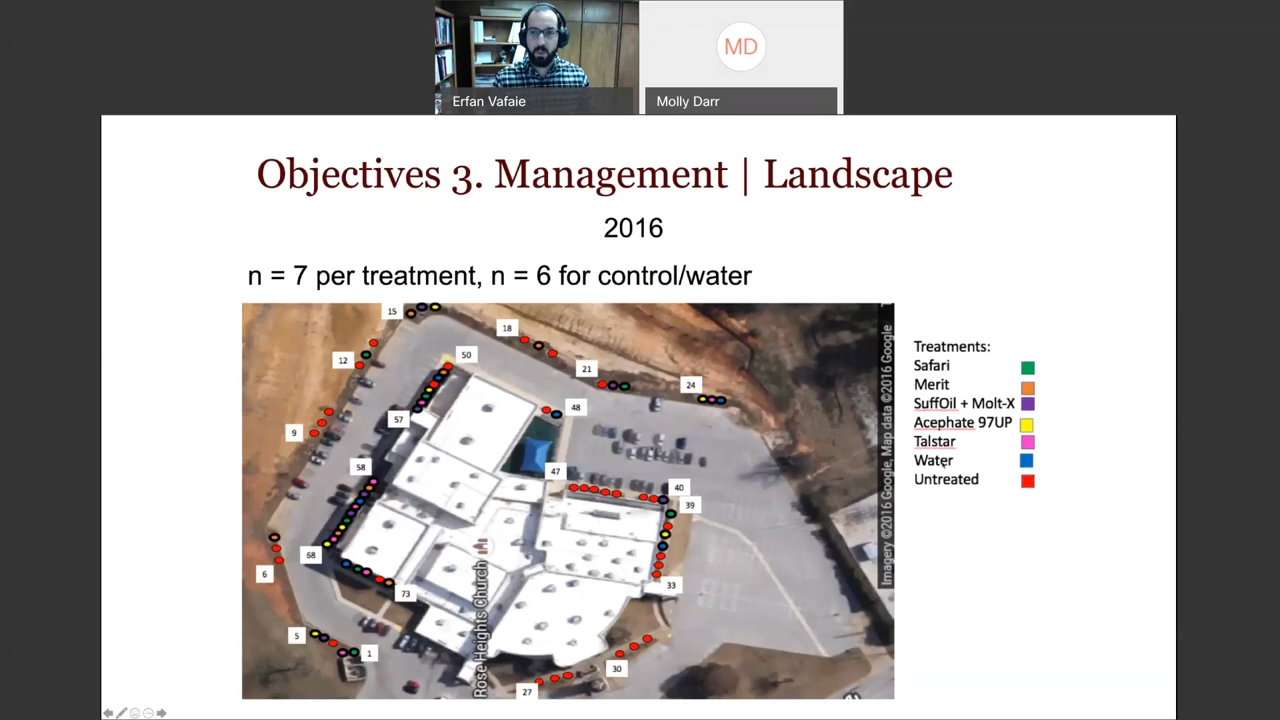 MD
Erfan Vafaie
Molly Darr
Objectives 3. Management | Landscape
2016
n = 7 per treatment, n = 6 for control/water
15
18
50
12
21
24
48
57
9
47
58
40
39
68
6
33
73
5
1
30
27
Rose Heights Church
Imagery ©2016 Google, Map data ©2016 Google
Treatments:
Safari
Merit
SuffOil + Molt-X
Acephate 97UP
Talstar
Water
Untreated